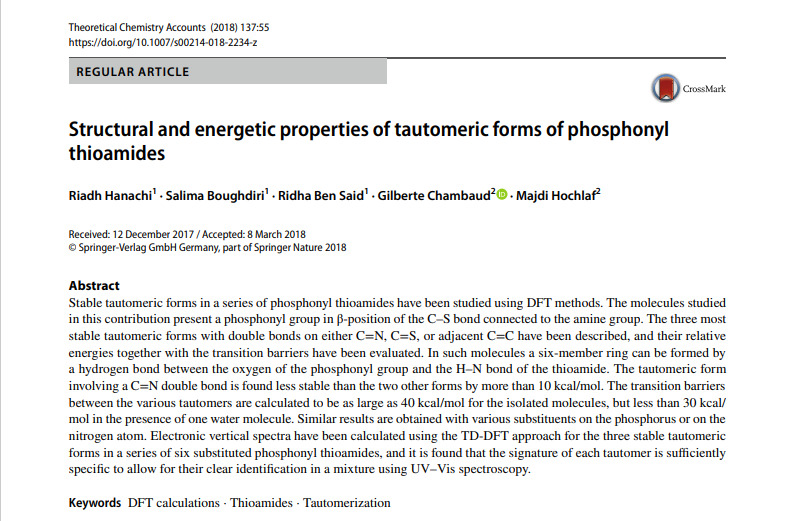 Theoretical Chemistry Accounts (2018) 137:55
https://doi.org/10.1007/s00214-018-2234-z
REGULAR ARTICLE
CrossMark
Structural and energetic properties of tautomeric forms of phosphonyl
thioamides
Riadh Hanachi1 · Salima Boughdiri1 · Ridha Ben Said1 · Gilberte Chambaud2 iD · Majdi Hochlaf2
Received: 12 December 2017 / Accepted: 8 March 2018
© Springer-Verlag GmbH Germany, part of Springer Nature 2018
Abstract
Stable tautomeric forms in a series of phosphonyl thioamides have been studied using DFT methods. The molecules studied
in this contribution present a phosphonyl group in β-position of the C–S bond connected to the amine group. The three most
stable tautomeric forms with double bonds on either C=N, C=S, or adjacent C=C have been described, and their relative
energies together with the transition barriers have been evaluated. In such molecules a six-member ring can be formed by
a hydrogen bond between the oxygen of the phosphonyl group and the H–N bond of the thioamide. The tautomeric form
involving a C=N double bond is found less stable than the two other forms by more than 10 kcal/mol. The transition barriers
between the various tautomers are calculated to be as large as 40 kcal/mol for the isolated molecules, but less than 30 kcal/
mol in the presence of one water molecule. Similar results are obtained with various substituents on the phosphorus or on the
nitrogen atom. Electronic vertical spectra have been calculated using the TD-DFT approach for the three stable tautomeric
forms in a series of six substituted phosphonyl thioamides, and it is found that the signature of each tautomer is sufficiently
specific to allow for their clear identification in a mixture using UV–Vis spectroscopy.
Keywords DFT calculations · Thioamides · Tautomerization